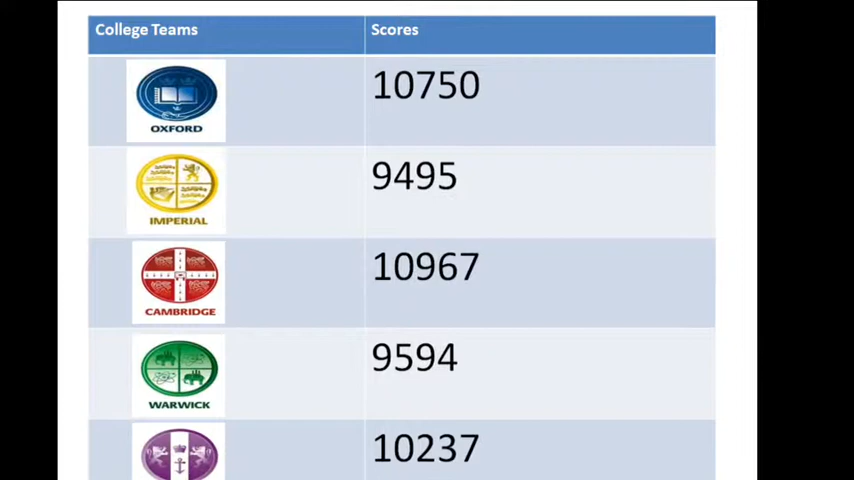 College Teams Scores
OXFORD 10750
IMPERIAL 9495
CAMBRIDGE 10967
WARWICK 9594
10237